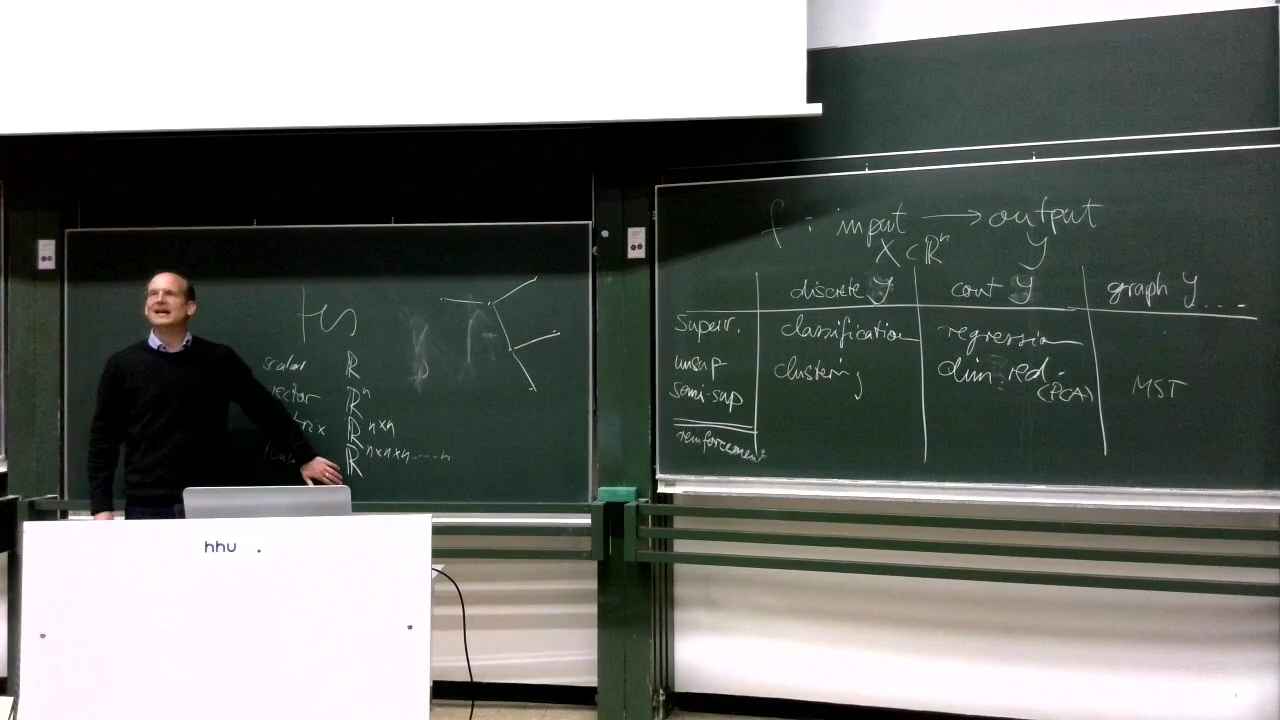 scalar ℝ
vector ℝⁿ
ℝⁿˣⁿ
ℝⁿˣⁿˣⁿ····ⁿ
hhu .
f : input → output
X ⊂ ℝⁿ Y
discrete Y cont Y graph Y....
superv. classification regression
unsup clustering dim. red.
semi-sup (PCA) MST
reinforcement